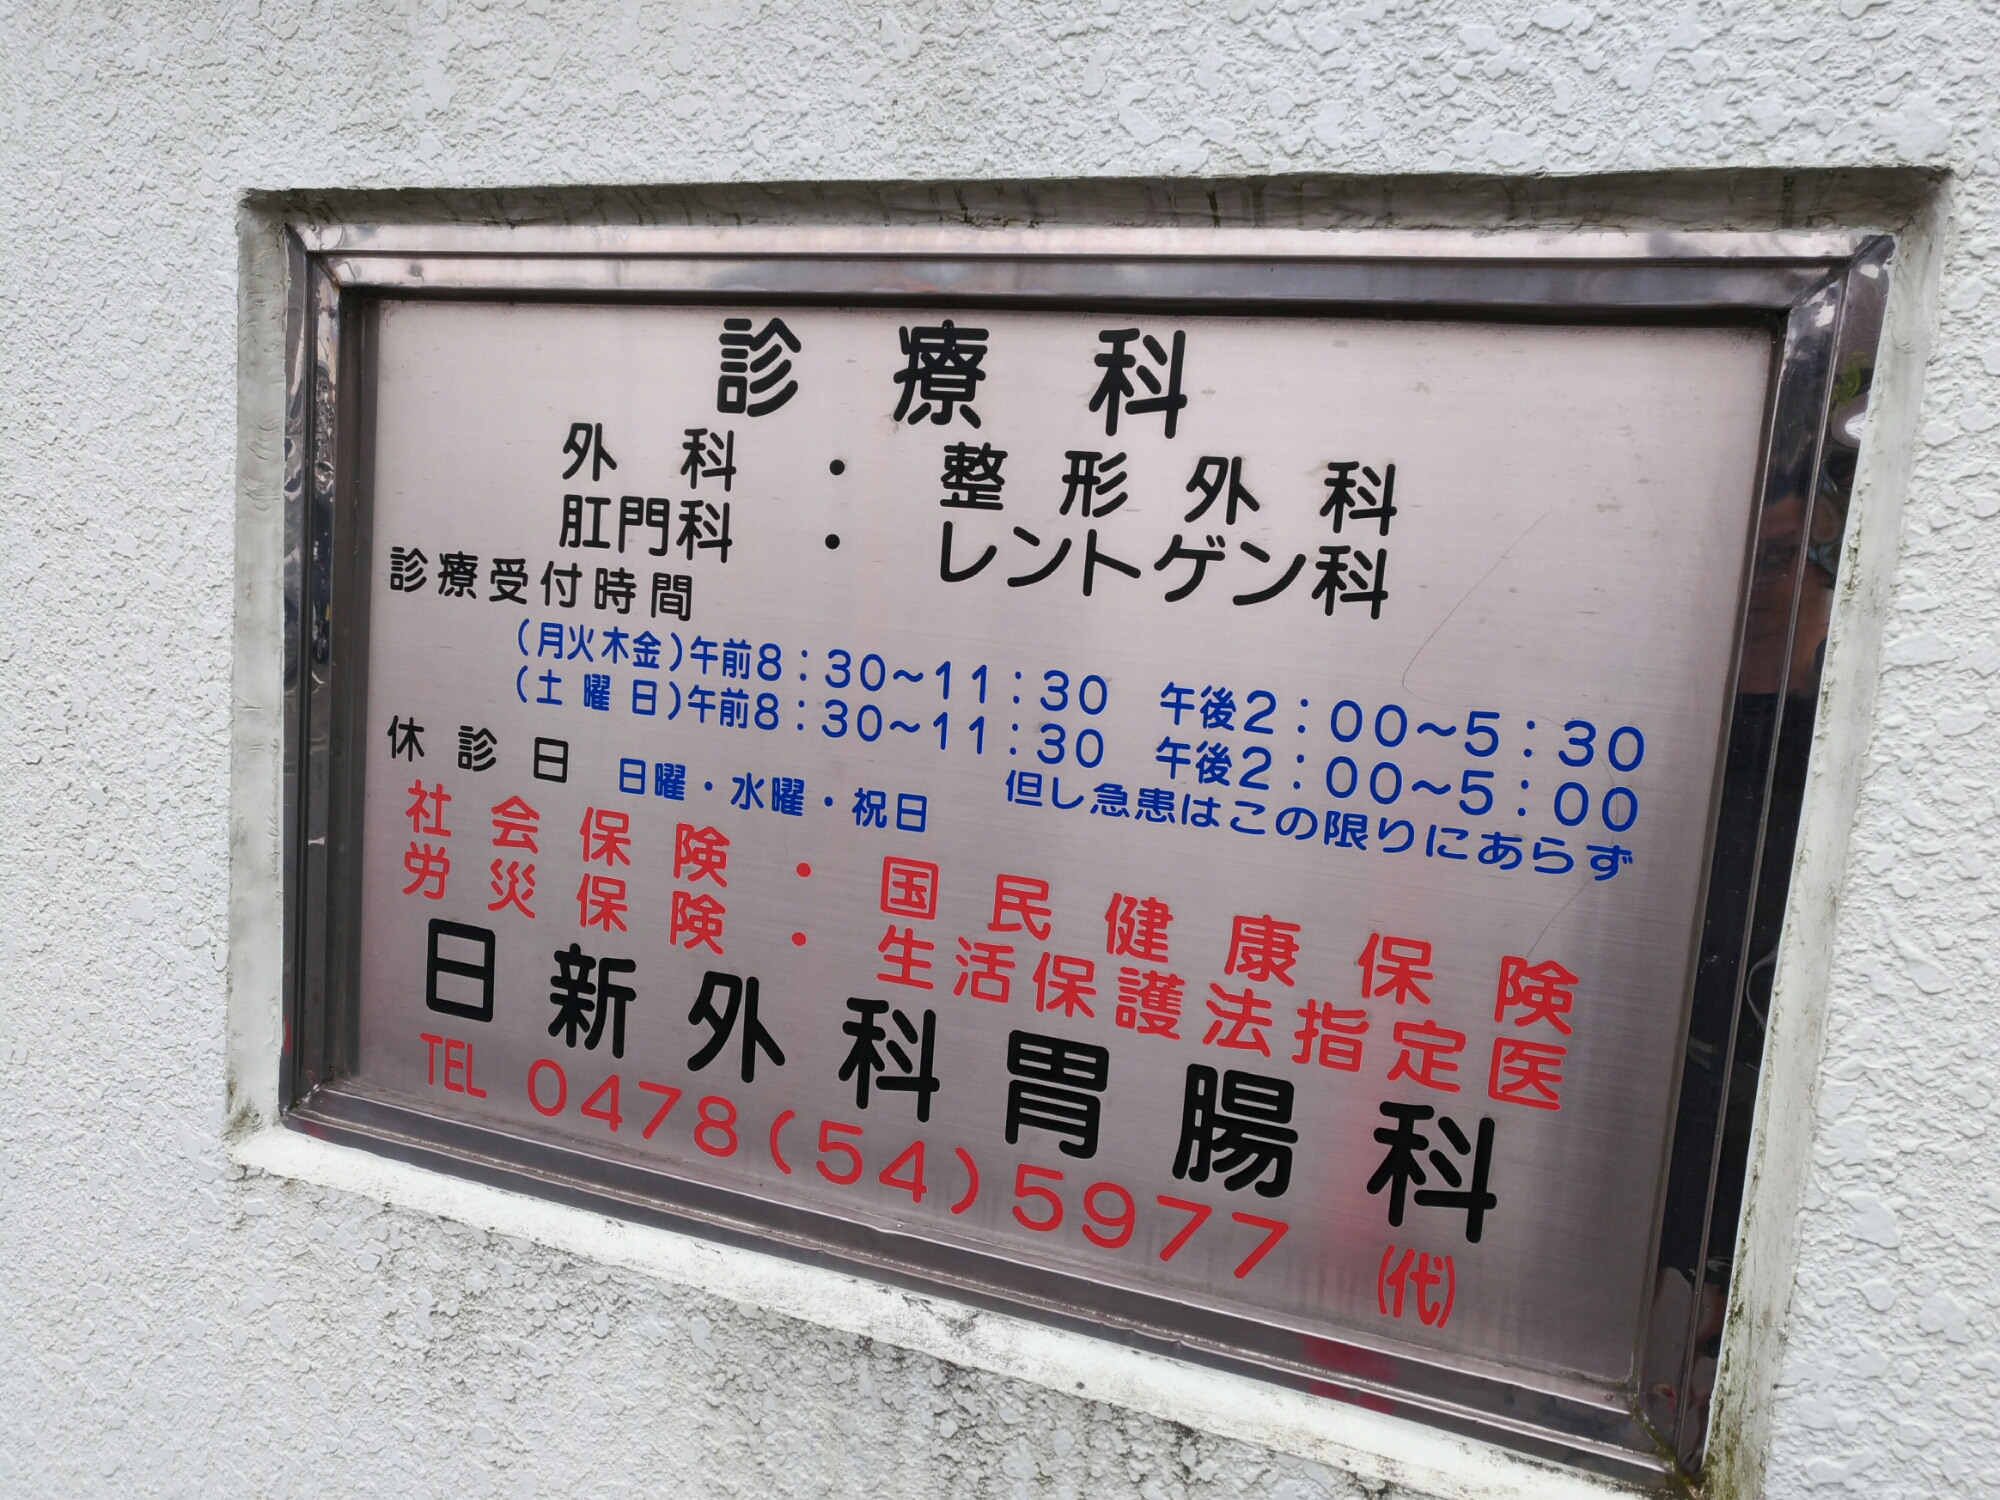 診療科
外科・整形外科
肛門科・レントゲン科
診療受付時間
(月火木金)午前8:30~11:30 午後2:00~5:30
(土曜日)午前8:30~11:30 午後2:00~5:00
休診日 日曜・水曜・祝日 但し急患はこの限りにあらず
社会保険・国民健康保険
労災保険・生活保護法指定医
日新外科胃腸科
TEL 0478(54)5977 (代)